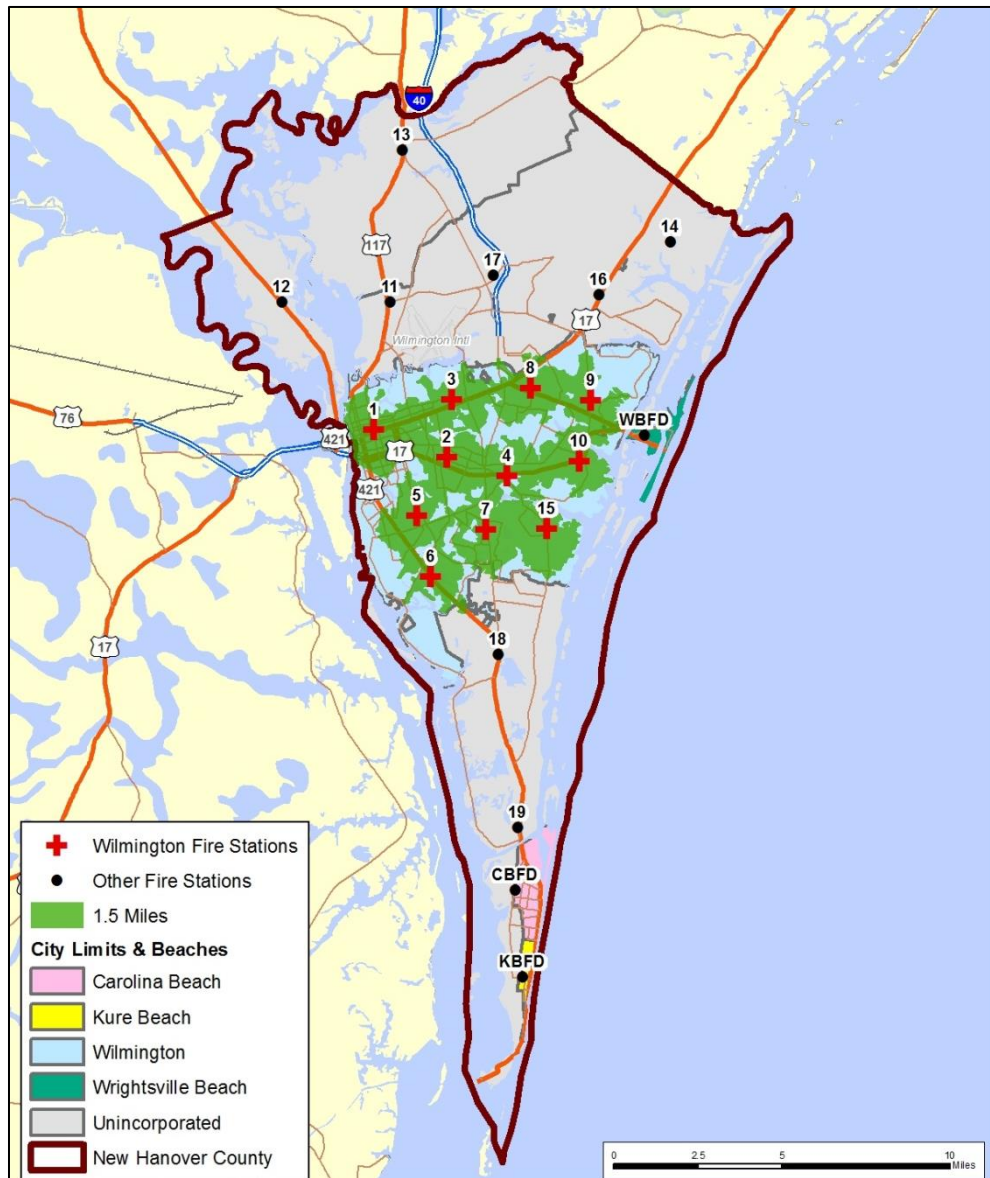 40
13
117
14
17
16
12
11
17
Wilmington Intl
8
3
9
1
WBFD
76
421
17
2
10
4
421
5
7
15
6
17
18
19
CBFD
KBFD
Wilmington Fire Stations
Other Fire Stations
1.5 Miles
City Limits & Beaches
Carolina Beach
Kure Beach
Wilmington
Wrightsville Beach
Unincorporated
New Hanover County
0 2.5 5 10
Miles